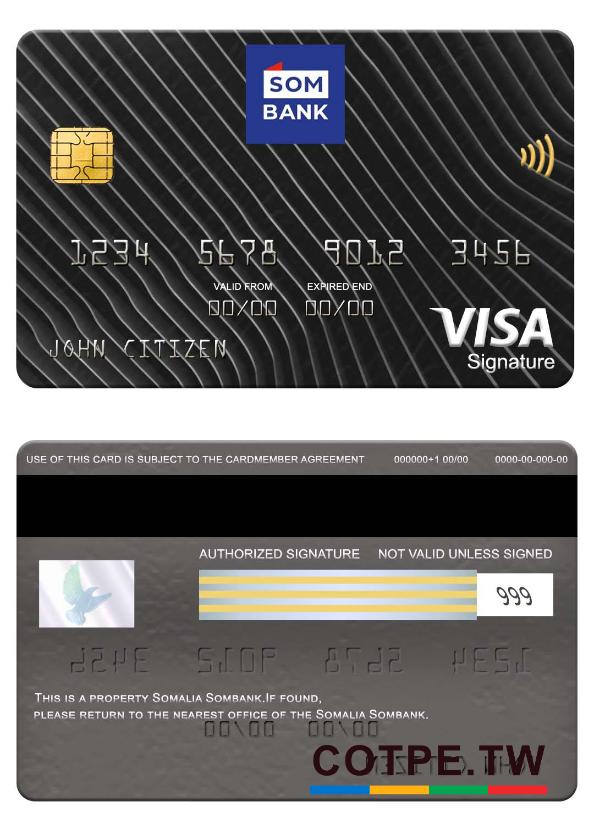 SOM
BANK
1234 5678 9012 3456
VALID FROM EXPIRED END
00/00 00/00
JOHN CITIZEN
VISA
Signature
USE OF THIS CARD IS SUBJECT TO THE CARDMEMBER AGREEMENT 000000+1 00/00 0000-00-000-00
AUTHORIZED SIGNATURE NOT VALID UNLESS SIGNED
999
THIS IS A PROPERTY SOMALIA SOMBANK.IF FOUND,
PLEASE RETURN TO THE NEAREST OFFICE OF THE SOMALIA SOMBANK.
COTPE.TW